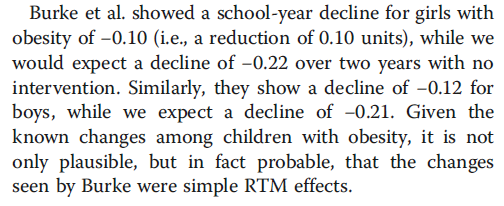 Burke et al. showed a school-year decline for girls with
obesity of −0.10 (i.e., a reduction of 0.10 units), while we
would expect a decline of −0.22 over two years with no
intervention. Similarly, they show a decline of −0.12 for
boys, while we expect a decline of −0.21. Given the
known changes among children with obesity, it is not
only plausible, but in fact probable, that the changes
seen by Burke were simple RTM effects.